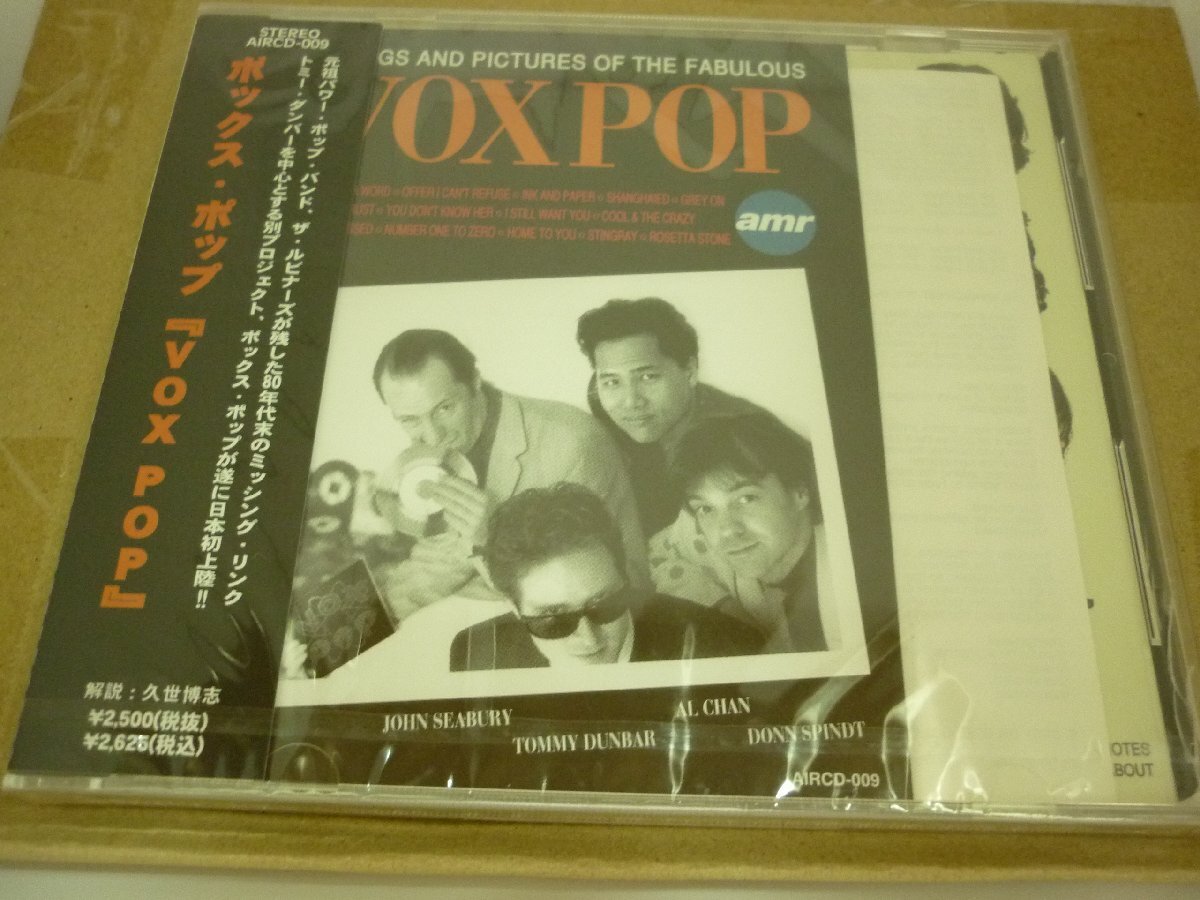 STEREO
AIRCD-009
ボックス・ポップ『VOX POP』
元祖パワー・ポップ・バンド、ザ・ルビナーズが残した80年代末のミッシング・リンク
トミー・ダンバーを中心とする別プロジェクト、ボックス・ポップが遂に日本初上陸!!
解説：久世博志
¥2,500(税抜)
¥2,625(税込)
GS AND PICTURES OF THE FABULOUS
VOX POP
WORD☆OFFER I CAN'T REFUSE☆INK AND PAPER☆SHANGHAIED☆GREY ON
UST☆YOU DON'T KNOW HER☆I STILL WANT YOU☆COOL & THE CRAZY
SED☆NUMBER ONE TO ZERO☆HOME TO YOU☆STINGRAY☆ROSETTA STONE
amr
JOHN SEABURY
AL CHAN
TOMMY DUNBAR
DONN SPINDT
AIRCD-009
OTES
BOUT